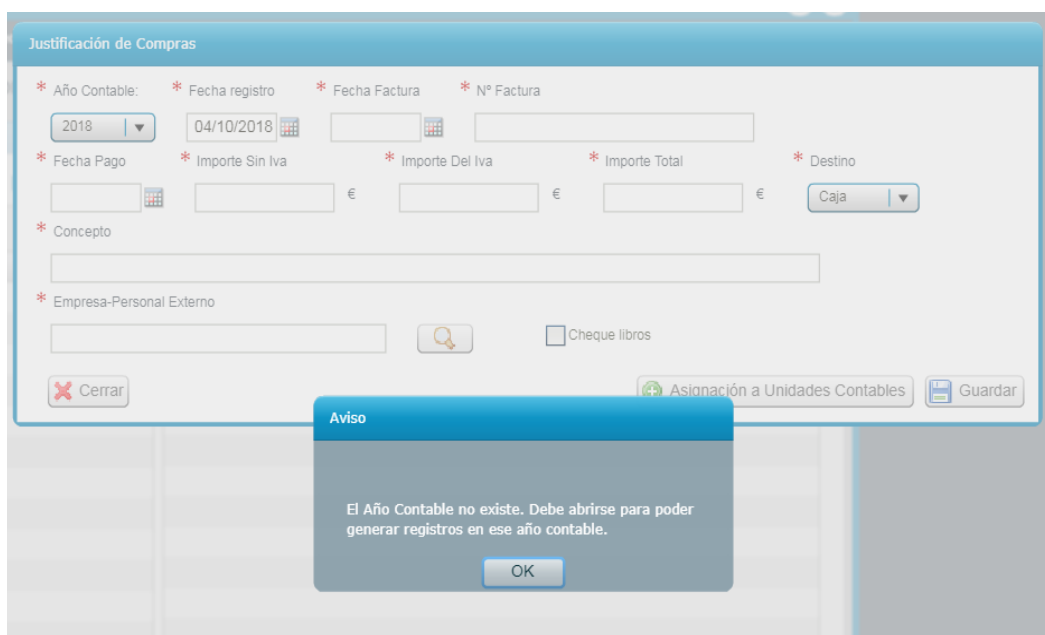 Justificación de Compras
* Año Contable: * Fecha registro * Fecha Factura * Nº Factura
2018 04/10/2018
* Fecha Pago * Importe Sin Iva * Importe Del Iva * Importe Total * Destino
€ € € Caja
* Concepto
* Empresa-Personal Externo
Cheque libros
Cerrar Asignación a Unidades Contables Guardar
Aviso
El Año Contable no existe. Debe abrirse para poder
generar registros en ese año contable.
OK